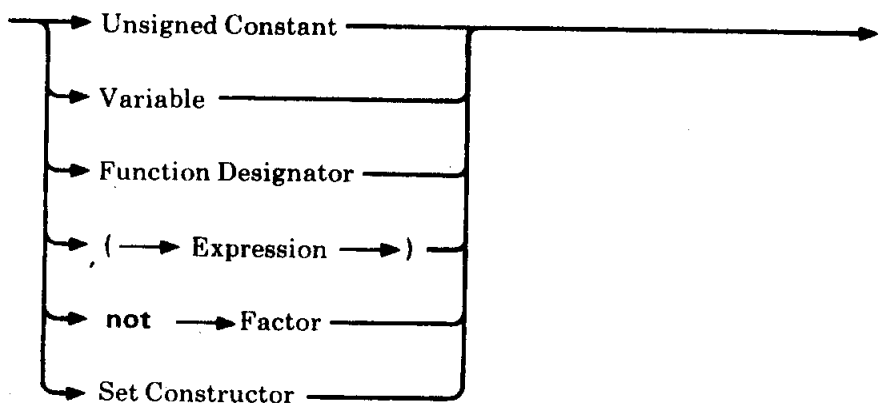 Unsigned Constant
Variable
Function Designator
( Expression )
not Factor
Set Constructor